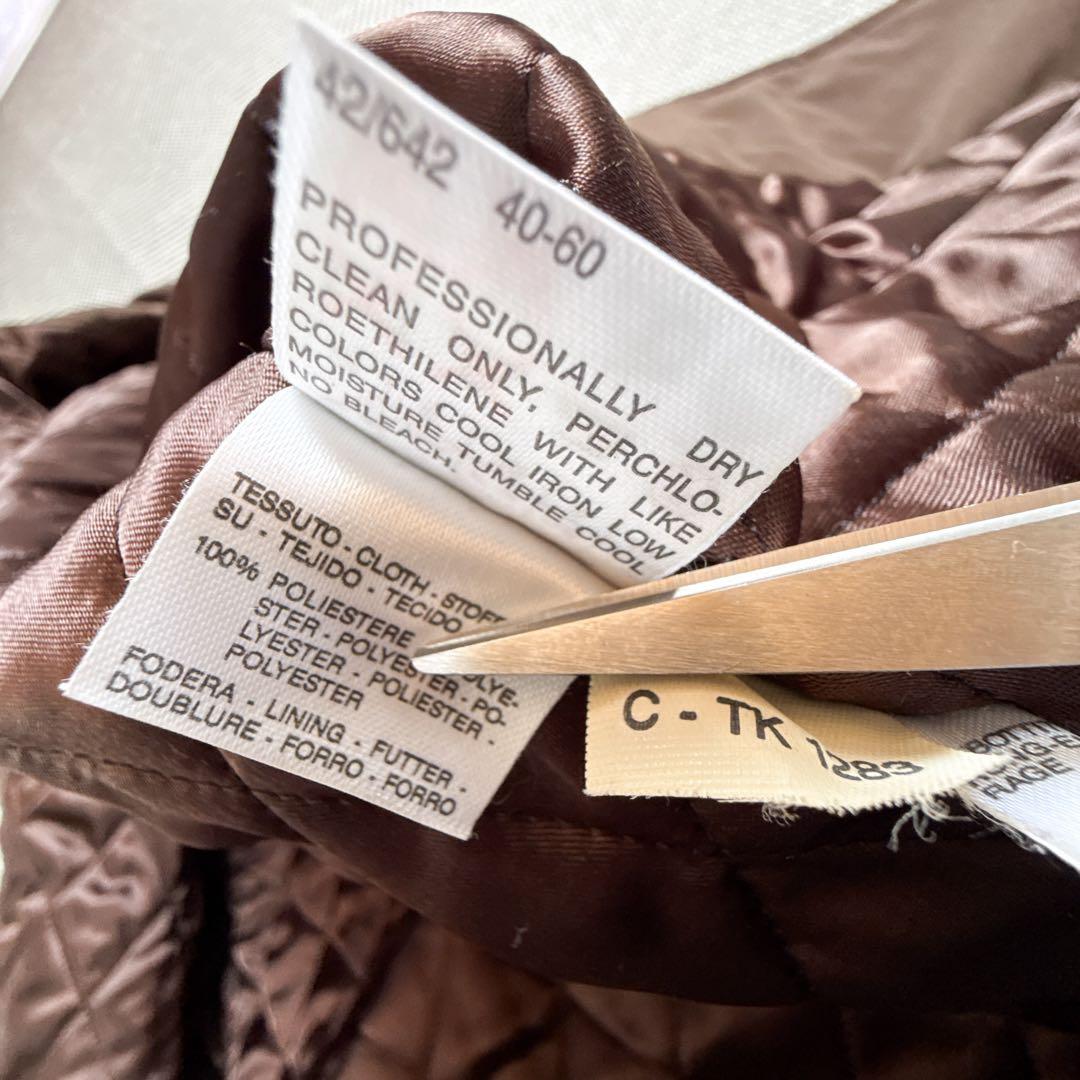 42/642 40-60
PROFESSIONALLY DRY
CLEAN ONLY, PERCHLO-
ROETHILENE WITH LIKE
COLORS COOL IRON LOW
MOISTURE COOL
NO BLEACH. TUMBLE COOL
TESSUTO - CLOTH - STOFF
SU - TEJIDO - TECIDO
100% POLIESTERE
STER - POLYESTER - PO-
LYESTER - POLIESTER -
POLYESTER
FODERA - LINING - FUTTER -
DOUBLURE - FORRO - FORRO
C - TK
RAGE